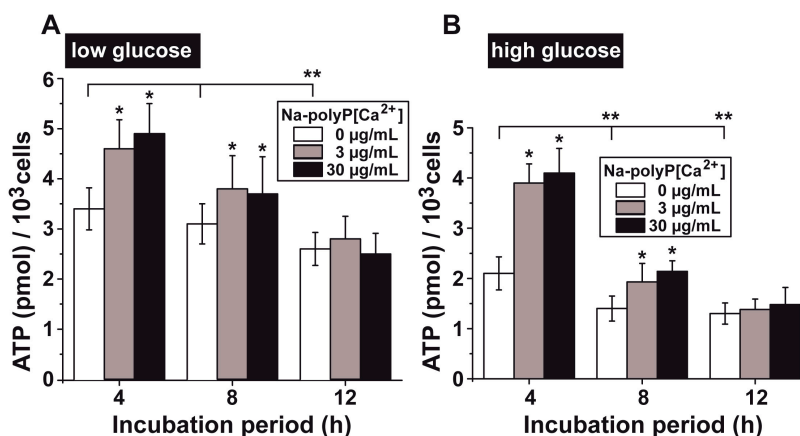 A
low glucose
6
5
4
3
2
1
0
ATP (pmol) / 10³cells
**
* *
* *
Na-polyP[Ca²⁺]
0 µg/mL
3 µg/mL
30 µg/mL
4 8 12
Incubation period (h)
B
high glucose
5
4
3
2
1
0
ATP (pmol) / 10³cells
** **
* *
* *
Na-polyP[Ca²⁺]
0 µg/mL
3 µg/mL
30 µg/mL
4 8 12
Incubation period (h)